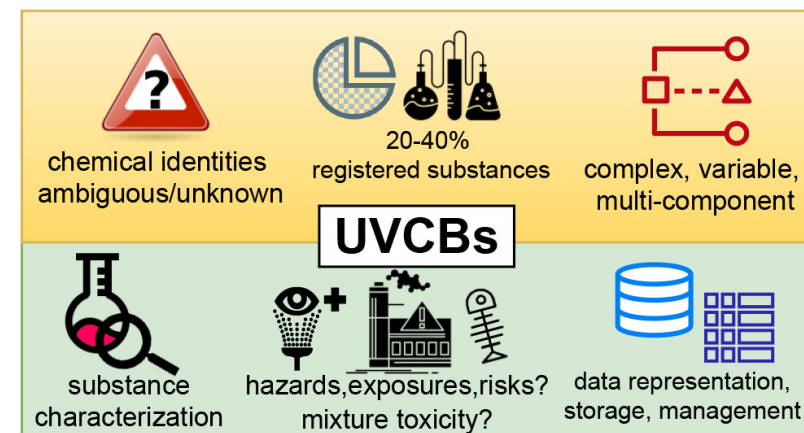 ?
chemical identities
ambiguous/unknown
20-40%
registered substances
complex, variable,
multi-component
UVCBs
substance
characterization
hazards,exposures,risks?
mixture toxicity?
data representation,
storage, management